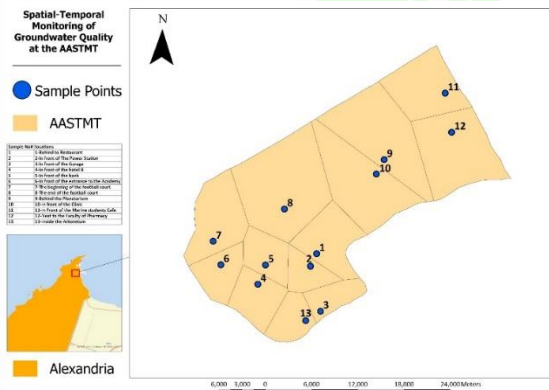 Spatial-Temporal
Monitoring of
Groundwater Quality
at the AASTMT
N
Sample Points
AASTMT
Sample No# locations
1 1-Behind to Restaurant
2 2-In Front of The Power Station
3 3-In Front of the Garage
4 4-In Front of the hotel B
5 5-In front of the bank
6 6-In Front of the entrance to the Academy
7 7-The beginning of the football court
8 8-The end of the football court
9 9-Behind the Planetarium
10 10-In front of the Clinic
11 11-In Front of the Marine students Cafe
12 12-Next to the Faculty of Pharmacy
13 13-Inside the Arboretum
Alexandria
11
12
9
10
8
7
1
6
5
2
4
3
13
6,000 3,000 0 6,000 12,000 18,000 24,000 Meters